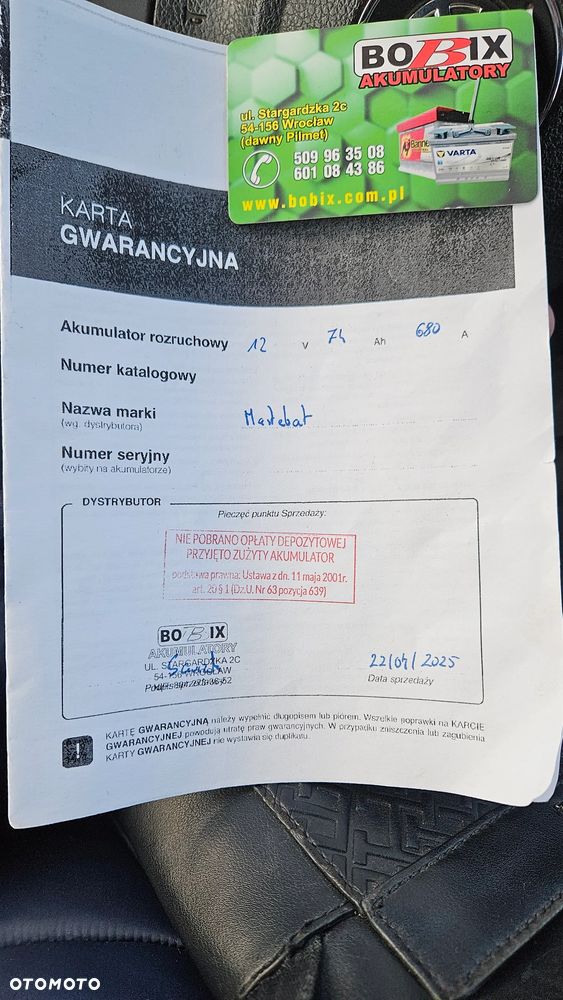 BOBIX
AKUMULATORY
ul. Stargardzka 2c
54-156 Wrocław
(dawny Pilmet)
509 96 35 08
601 08 43 86
Banner
VARTA
www.bobix.com.pl
KARTA
GWARANCYJNA
Akumulator rozruchowy 12 V 74 Ah 680 A
Numer katalogowy
Nazwa marki
(wg. dystrybutora)
Numer seryjny
(wybity na akumulatorze)
DYSTRYBUTOR
Pieczęć punktu Sprzedaży:
NIE POBRANO OPŁATY DEPOZYTOWEJ
PRZYJĘTO ZUŻYTY AKUMULATOR
podstawa prawna: Ustawa z dn. 11 maja 2001r.
art. 20 § 1 (Dz.U. Nr 63 pozycja 639)
BOBIX
AKUMULATORY
UL. STARGARDZKA 2C
54-156 WROCŁAW
22/04/2025
Data sprzedaży
KARTĘ GWARANCYJNĄ należy wypełnić długopisem lub piórem. Wszelkie poprawki na KARCIE
GWARANCYJNEJ powodują utratę praw gwarancyjnych. W przypadku zniszczenia lub zagubienia
KARTY GWARANCYJNEJ nie wystawia się duplikatu.
OTOMOTO